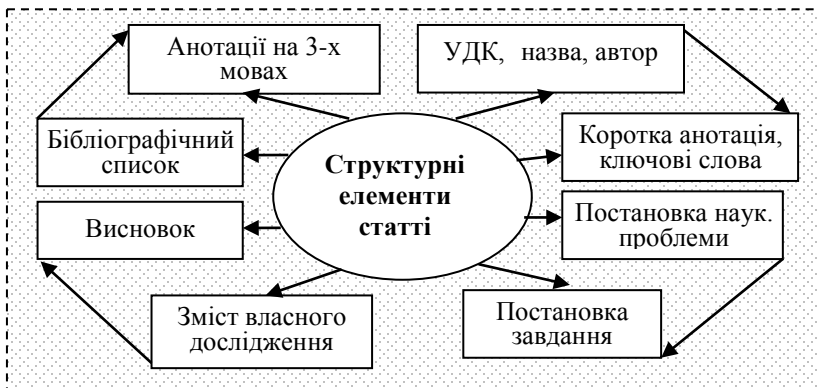 Анотації на 3-х
мовах
УДК, назва, автор
Бібліографічний
список
Структурні
елементи
статті
Коротка анотація,
ключові слова
Висновок
Постановка наук.
проблеми
Зміст власного
дослідження
Постановка
завдання